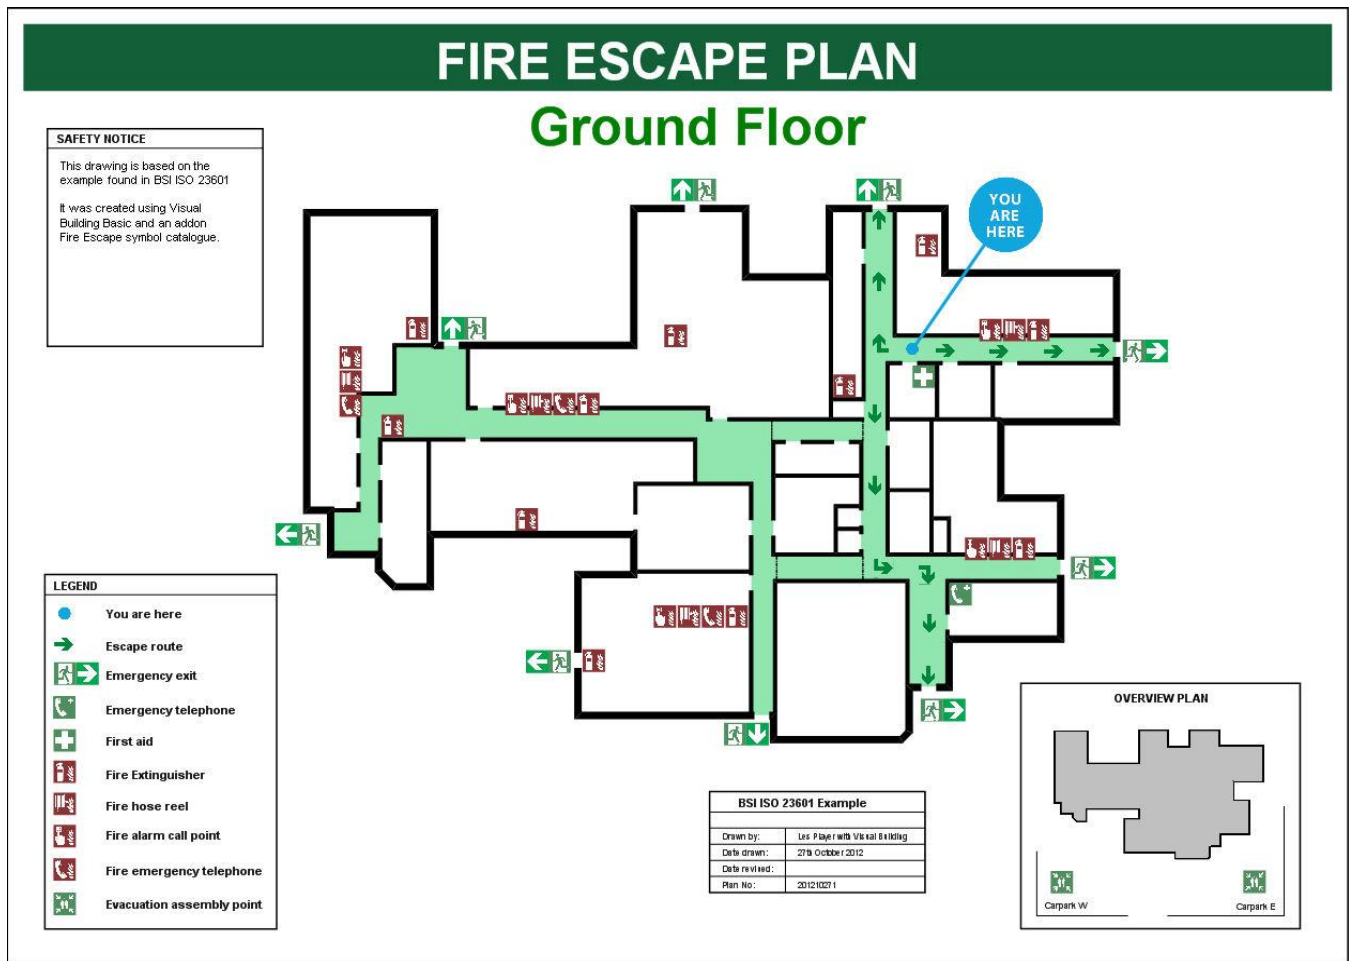 FIRE ESCAPE PLAN
Ground Floor
SAFETY NOTICE
This drawing is based on the
example found in BSI ISO 23601
It was created using Visual
Building Basic and an addon
Fire Escape symbol catalogue.
YOU
ARE
HERE
LEGEND
You are here
Escape route
Emergency exit
Emergency telephone
First aid
Fire Extinguisher
Fire hose reel
Fire alarm call point
Fire emergency telephone
Evacuation assembly point
BSI ISO 23601 Example
Drawn by: Les Player with Visual Building
Date drawn: 27th October 2012
Date revised:
Plan No: 201210271
OVERVIEW PLAN
Carpark W
Carpark E